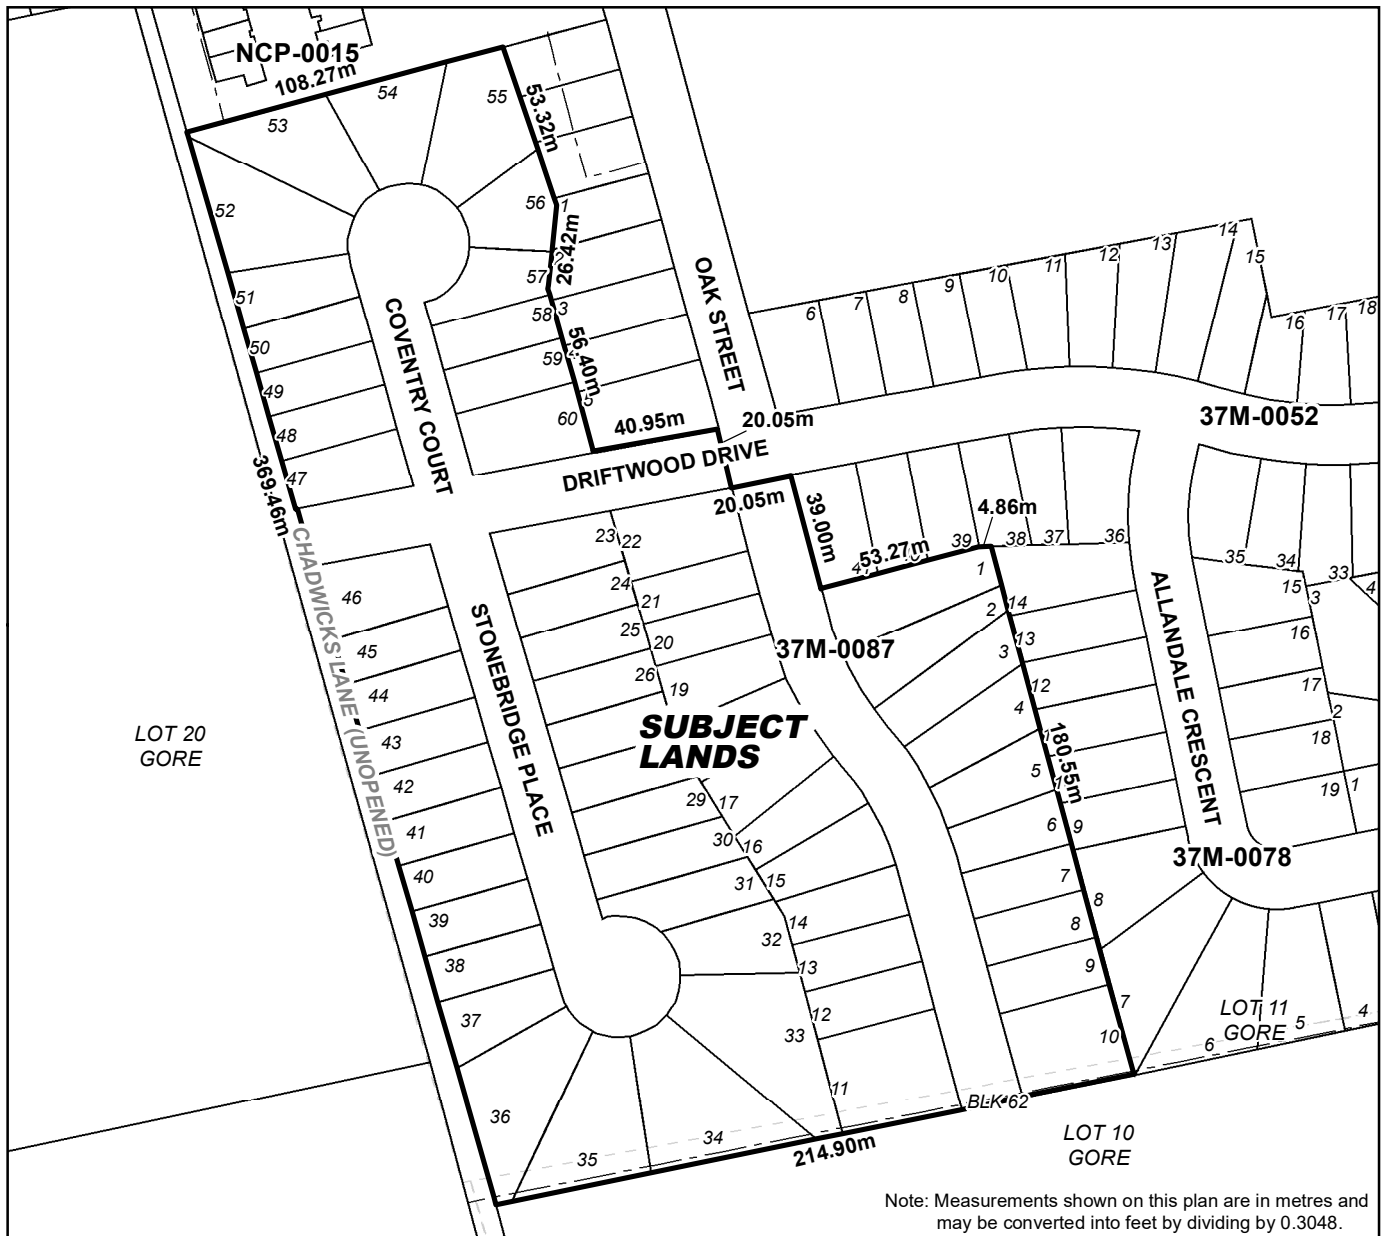 NCP-0015
108.27m
53
54
55
53.32m
52
56
1
26.42m
2
57
58
3
56.40m
59
5
60
51
50
49
48
47
369.46m
COVENTRY COURT
OAK STREET
40.95m
20.05m
DRIFTWOOD DRIVE
20.05m
39.00m
53.27m
4.86m
6
7
8
9
10
11
12
13
14
15
16
17
18
37M-0052
39
38
37
36
35
34
33
15
3
4
16
17
2
18
19
1
ALLANDALE CRESCENT
37M-0078
CHADWICKS LANE (UNOPENED)
46
45
44
43
42
41
40
39
38
37
36
35
34
STONEBRIDGE PLACE
23
22
24
21
25
20
26
19
37M-0087
SUBJECT
LANDS
29
17
30
16
31
15
14
32
13
12
33
11
1
2
14
13
3
12
4
180.55m
5
6
9
7
8
8
9
7
10
LOT 20
GORE
LOT 11
GORE
6
5
4
BLK 62
214.90m
LOT 10
GORE
Note: Measurements shown on this plan are in metres and
may be converted into feet by dividing by 0.3048.